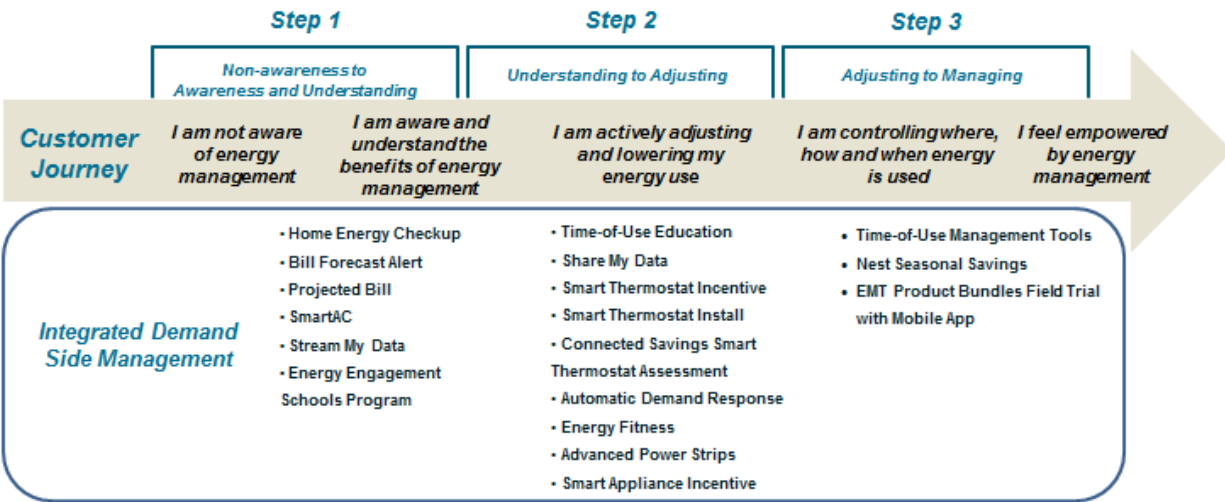 Step 1
Step 2
Step 3
Non-awareness to
Awareness and Understanding
Understanding to Adjusting
Adjusting to Managing
Customer
Journey
I am not aware
of energy
management
I am aware and
understand the
benefits of energy
management
I am actively adjusting
and lowering my
energy use
I am controlling where,
how and when energy
is used
I feel empowered
by energy
management
Integrated Demand
Side Management
• Home Energy Checkup
• Bill Forecast Alert
• Projected Bill
• SmartAC
• Stream My Data
• Energy Engagement
Schools Program
• Time-of-Use Education
• Share My Data
• Smart Thermostat Incentive
• Smart Thermostat Install
• Connected Savings Smart
Thermostat Assessment
• Automatic Demand Response
• Energy Fitness
• Advanced Power Strips
• Smart Appliance Incentive
• Time-of-Use Management Tools
• Nest Seasonal Savings
• EMT Product Bundles Field Trial
with Mobile App